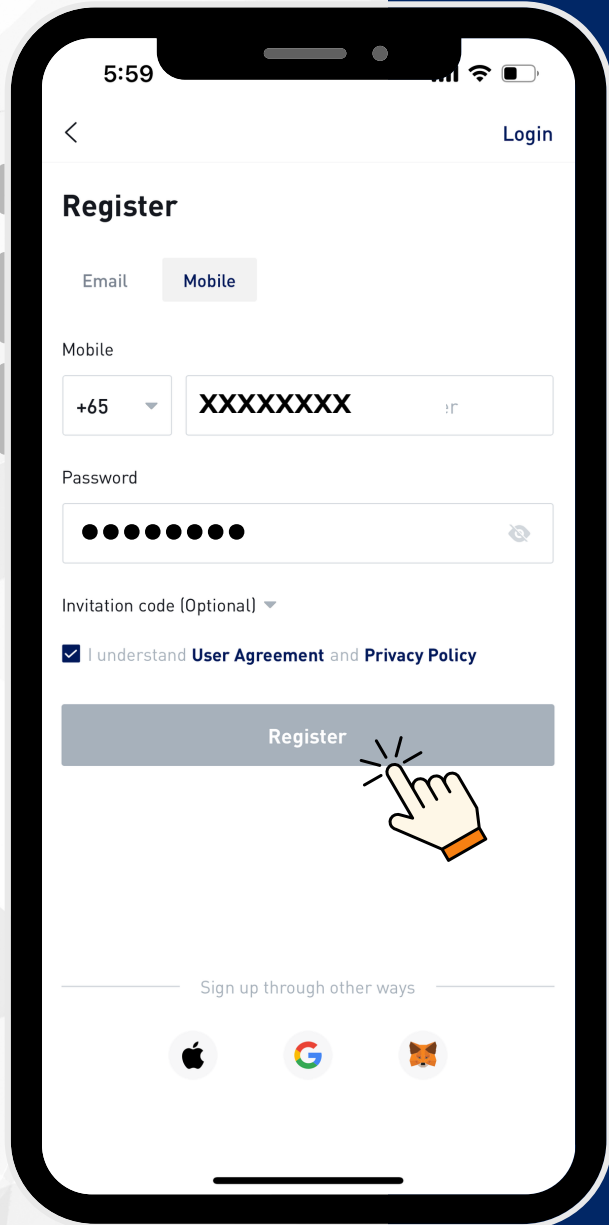 5:59
Login
Register
Email Mobile
Mobile
+65 XXXXXXXX er
Password
Invitation code (Optional)
I understand User Agreement and Privacy Policy
Register
Sign up through other ways
G